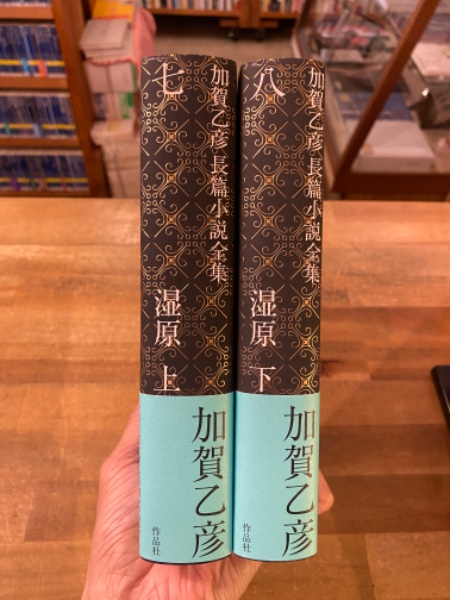 加賀乙彦長篇小説全集
七
湿原 上
加賀乙彦
作品社
加賀乙彦長篇小説全集
八
湿原 下
加賀乙彦
作品社